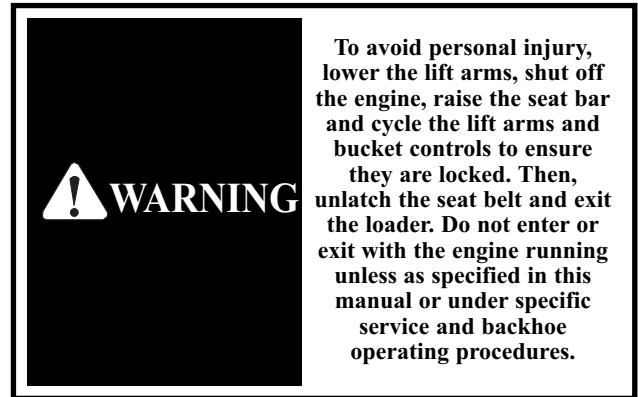 WARNING
To avoid personal injury,
lower the lift arms, shut off
the engine, raise the seat bar
and cycle the lift arms and
bucket controls to ensure
they are locked. Then,
unlatch the seat belt and exit
the loader. Do not enter or
exit with the engine running
unless as specified in this
manual or under specific
service and backhoe
operating procedures.